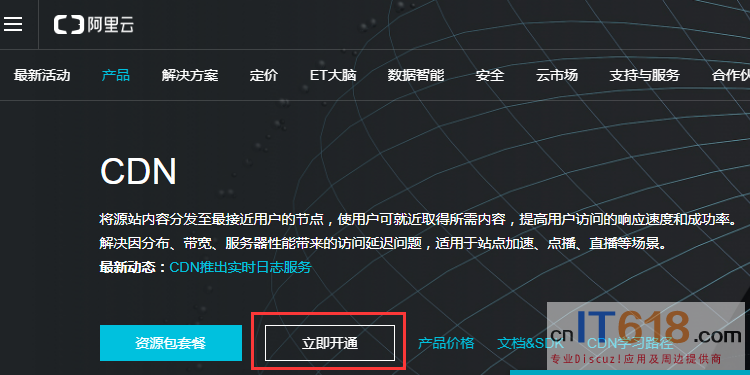 阿里云
最新活动 产品 解决方案 定价 ET大脑 数据智能 安全 云市场 支持与服务 合作伙
CDN
将源站内容分发至最接近用户的节点，使用户可就近取得所需内容，提高用户访问的响应速度和成功率。
解决因分布、带宽、服务器性能带来的访问延迟问题，适用于站点加速、点播、直播等场景。
最新动态：CDN推出实时日志服务
资源包套餐 立即开通 产品价格 文档&SDK CDN学习路径
cnIT618.com
专业Discuz!应用及周边提供商